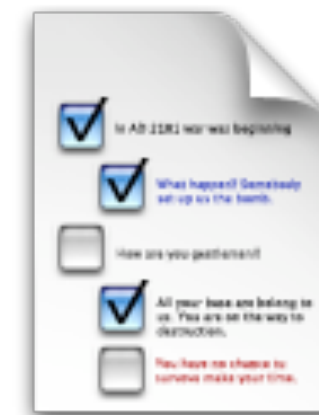 In AD 2101 war was beginning
What happen? Somebody
set up us the bomb.
How are you gentlemen!!
All your base are belong to
us. You are on the way to
destruction.
You have no chance to
survive make your time.